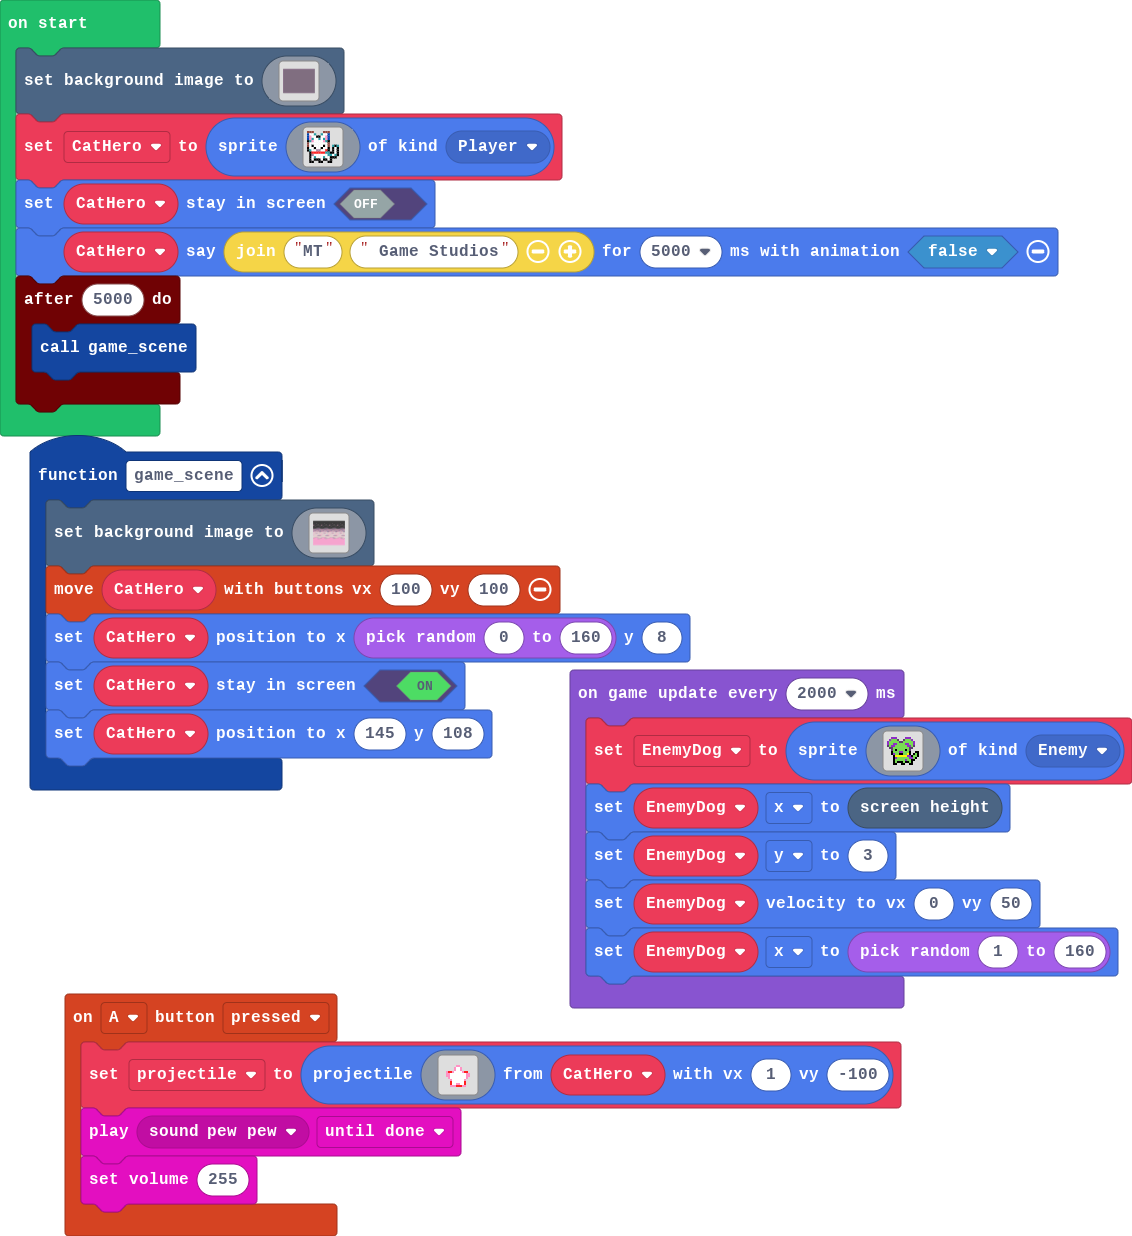 on start
set background image to
set CatHero to sprite of kind Player
set CatHero stay in screen OFF
CatHero say join "MT" " Game Studios" for 5000 ms with animation false
after 5000 do
call game_scene
function game_scene
set background image to
move CatHero with buttons vx 100 vy 100
set CatHero position to x pick random 0 to 160 y 8
set CatHero stay in screen ON
set CatHero position to x 145 y 108
on game update every 2000 ms
set EnemyDog to sprite of kind Enemy
set EnemyDog x to screen height
set EnemyDog y to 3
set EnemyDog velocity to vx 0 vy 50
set EnemyDog x to pick random 1 to 160
on A button pressed
set projectile to projectile from CatHero with vx 1 vy -100
play sound pew pew until done
set volume 255